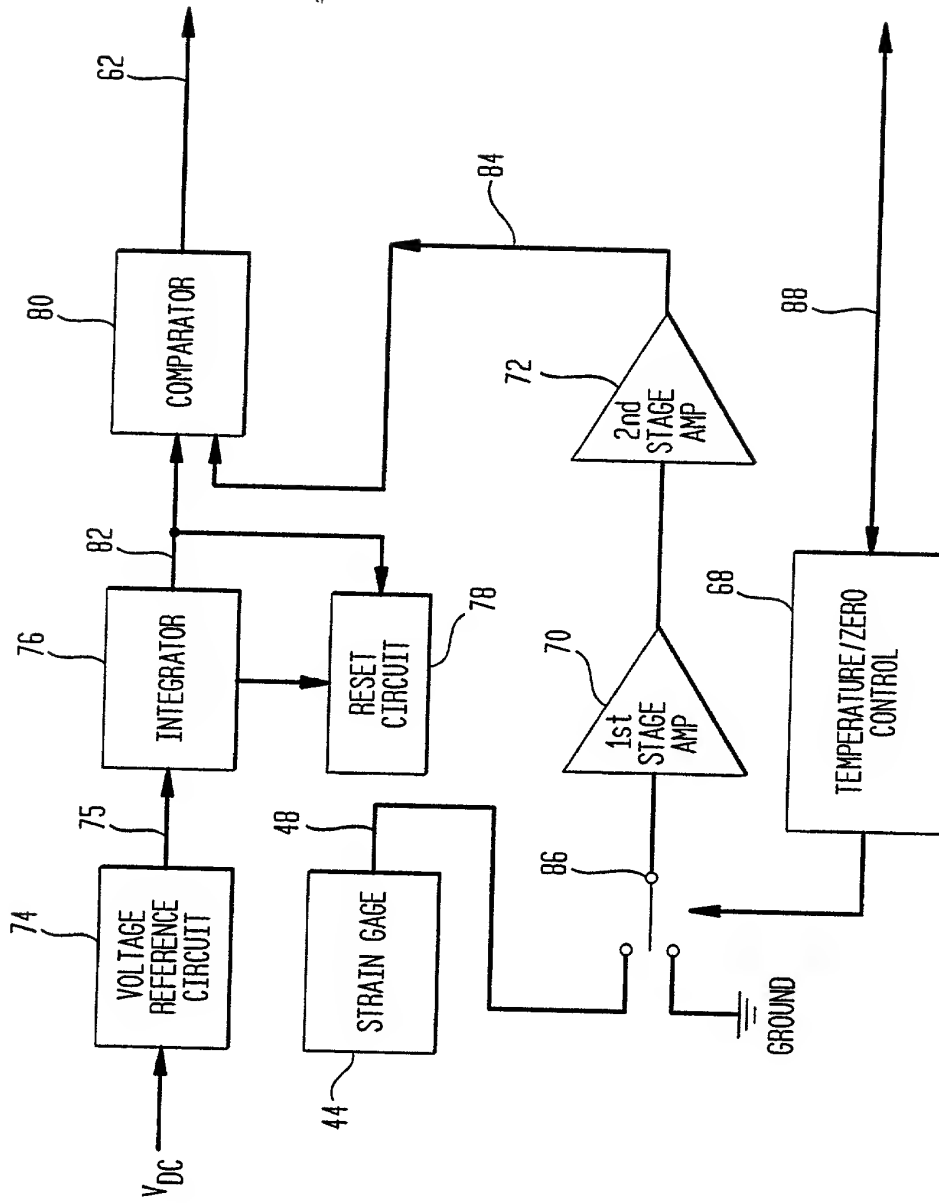 V_DC
74
VOLTAGE
REFERENCE
CIRCUIT
75
76
INTEGRATOR
82
80
COMPARATOR
62
44
STRAIN GAGE
48
RESET
CIRCUIT
78
84
GROUND
86
70
1st
STAGE
AMP
72
2nd
STAGE
AMP
68
TEMPERATURE/ZERO
CONTROL
88